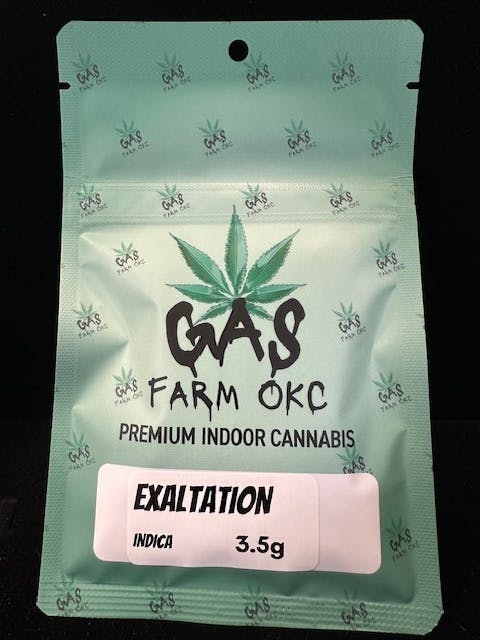 GAS
FARM OKC
PREMIUM INDOOR CANNABIS
EXALTATION
INDICA 3.5g